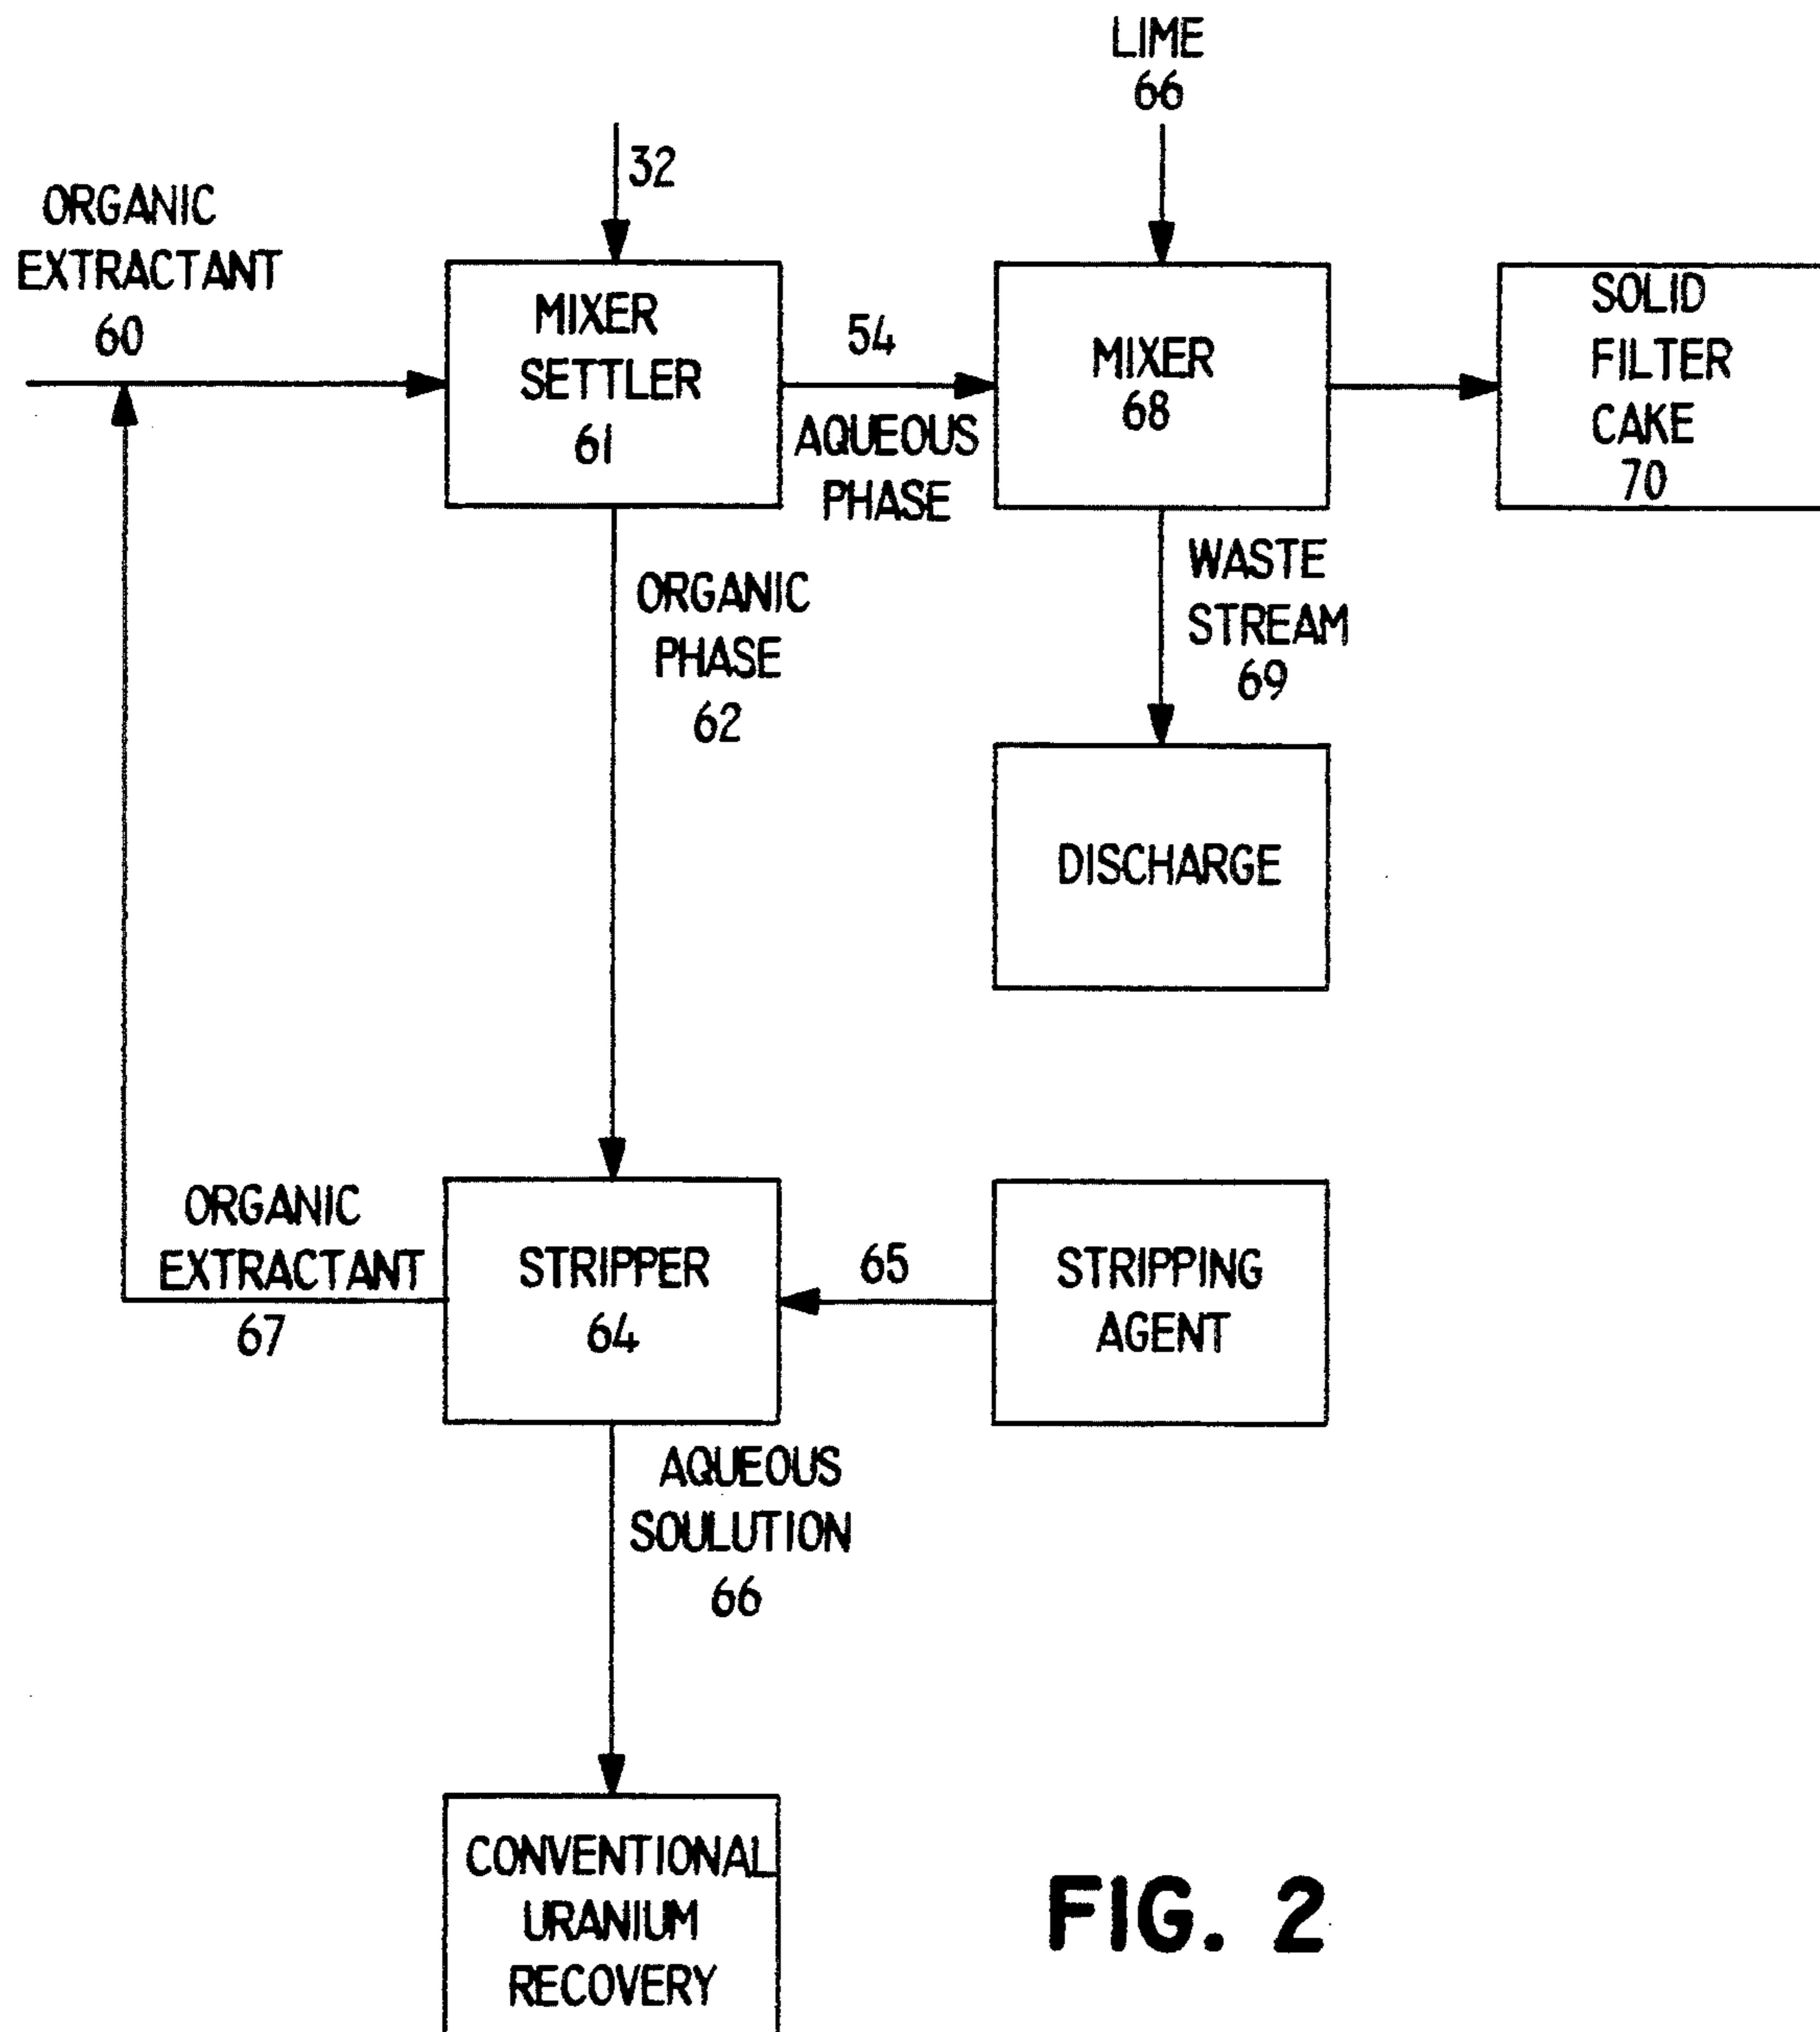 LIME
66
32
ORGANIC
EXTRACTANT
60
MIXER
SETTLER
61
54
AQUEOUS
PHASE
MIXER
68
SOLID
FILTER
CAKE
70
ORGANIC
PHASE
62
WASTE
STREAM
69
DISCHARGE
ORGANIC
EXTRACTANT
67
STRIPPER
64
65
STRIPPING
AGENT
AQUEOUS
SOULUTION
66
CONVENTIONAL
URANIUM
RECOVERY
FIG. 2